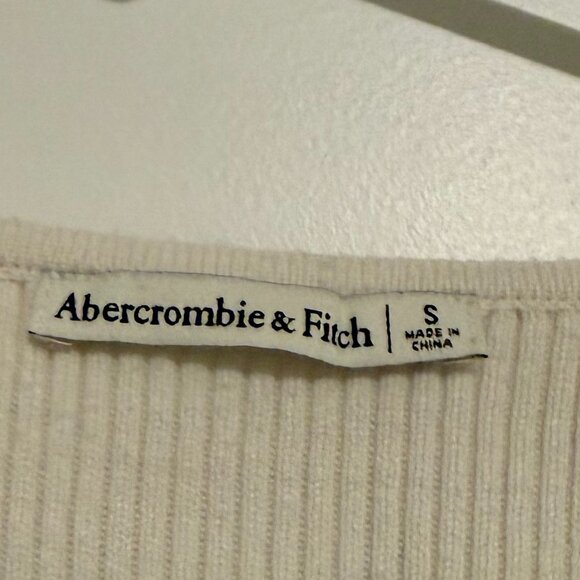 Abercrombie & Fitch | S
MADE IN
CHINA